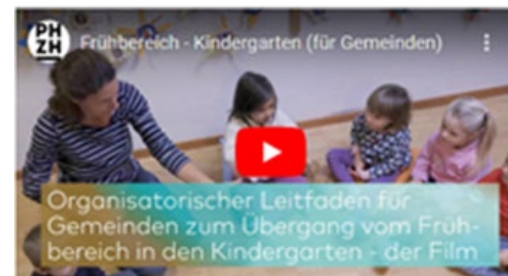 PH
ZH
Frühbereich - Kindergarten (für Gemeinden)
Organisatorischer Leitfaden für
Gemeinden zum Übergang vom Früh-
bereich in den Kindergarten - der Film